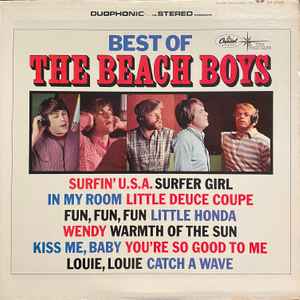 DUOPHONIC STEREO
BEST OF
THE BEACH BOYS
Capitol
SURFIN' U.S.A. SURFER GIRL
IN MY ROOM LITTLE DEUCE COUPE
FUN, FUN, FUN LITTLE HONDA
WENDY WARMTH OF THE SUN
KISS ME, BABY YOU'RE SO GOOD TO ME
LOUIE, LOUIE CATCH A WAVE